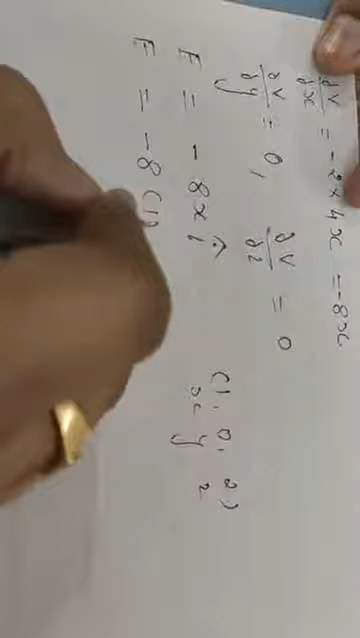 ∂V/∂x = -2×4x = -8x
∂V/∂y = 0, ∂V/∂z = 0
E = - 8x î
E = -8(1)
(1, 0, 2)
x y z